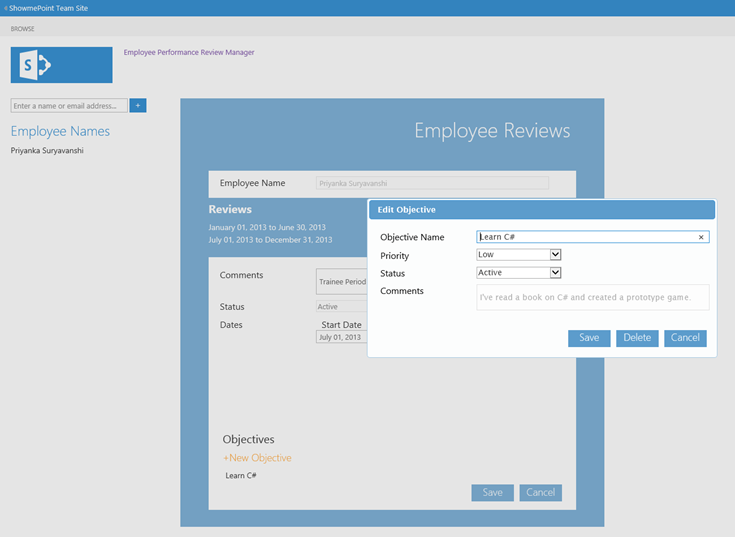 ShowmePoint Team Site
BROWSE
S
Employee Performance Review Manager
Enter a name or email address... +
Employee Names
Priyanka Suryavanshi
Employee Reviews
Employee Name Priyanka Suryavanshi
Reviews
January 01, 2013 to June 30, 2013
July 01, 2013 to December 31, 2013
Comments Trainee Period
Status Active
Dates Start Date
July 01, 2013
Objectives
+New Objective
Learn C#
Save Cancel
Edit Objective
Objective Name Learn C# ×
Priority Low
Status Active
Comments I've read a book on C# and created a prototype game.
Save Delete Cancel